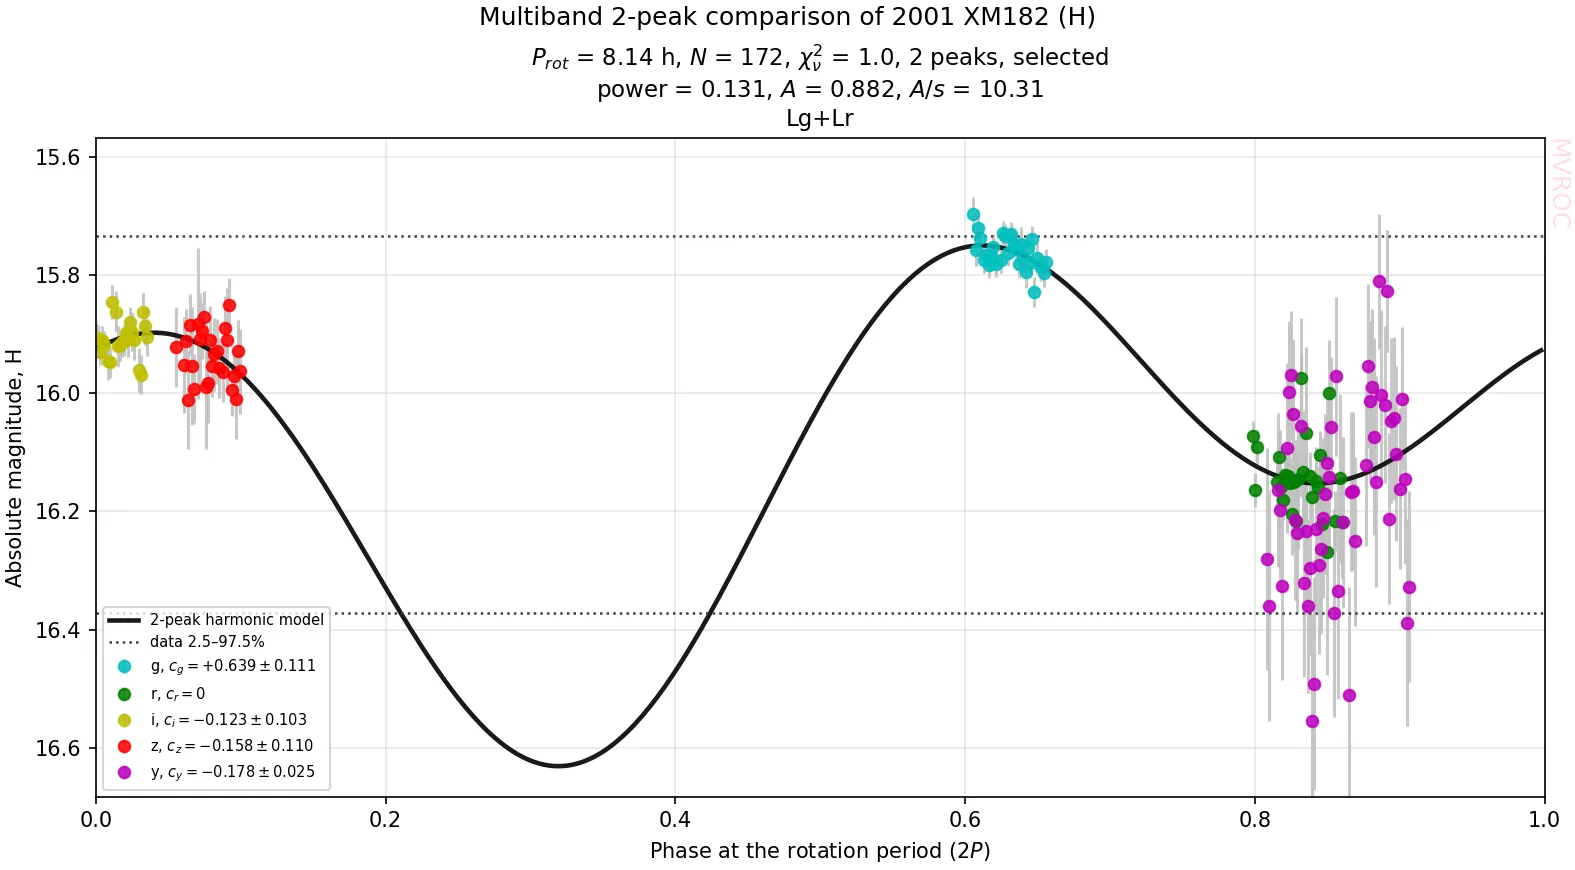 Multiband 2-peak comparison of 2001 XM182 (H)
P_rot = 8.14 h, N = 172, χ²_ν = 1.0, 2 peaks, selected
power = 0.131, A = 0.882, A/s = 10.31
Lg+Lr
MVROC
Absolute magnitude, H
15.6
15.8
16.0
16.2
16.4
16.6
2-peak harmonic model
data 2.5–97.5%
g, c_g = +0.639 ± 0.111
r, c_r = 0
i, c_i = −0.123 ± 0.103
z, c_z = −0.158 ± 0.110
y, c_y = −0.178 ± 0.025
0.0 0.2 0.4 0.6 0.8 1.0
Phase at the rotation period (2P)